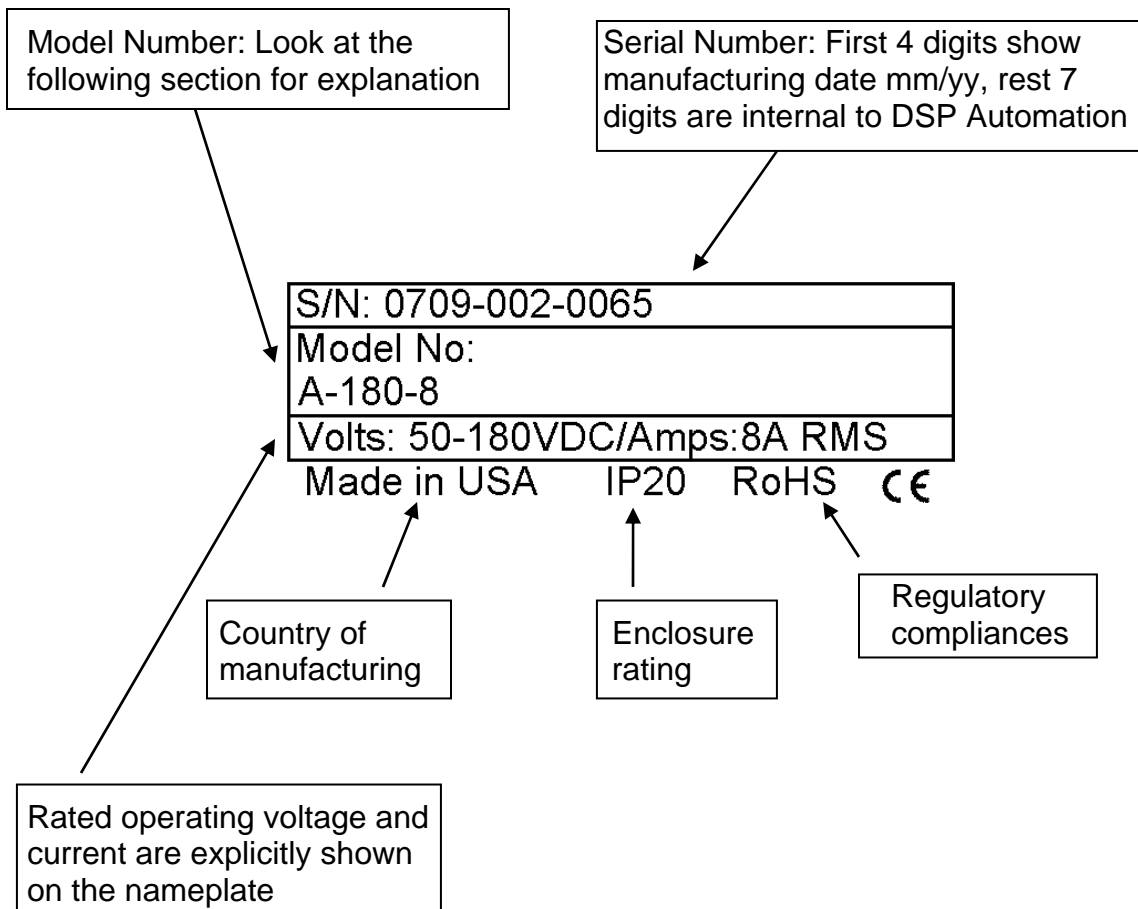 Model Number: Look at the
following section for explanation
Serial Number: First 4 digits show
manufacturing date mm/yy, rest 7
digits are internal to DSP Automation
S/N: 0709-002-0065
Model No:
A-180-8
Volts: 50-180VDC/Amps:8A RMS
Made in USA IP20 RoHS CE
Country of
manufacturing
Enclosure
rating
Regulatory
compliances
Rated operating voltage and
current are explicitly shown
on the nameplate